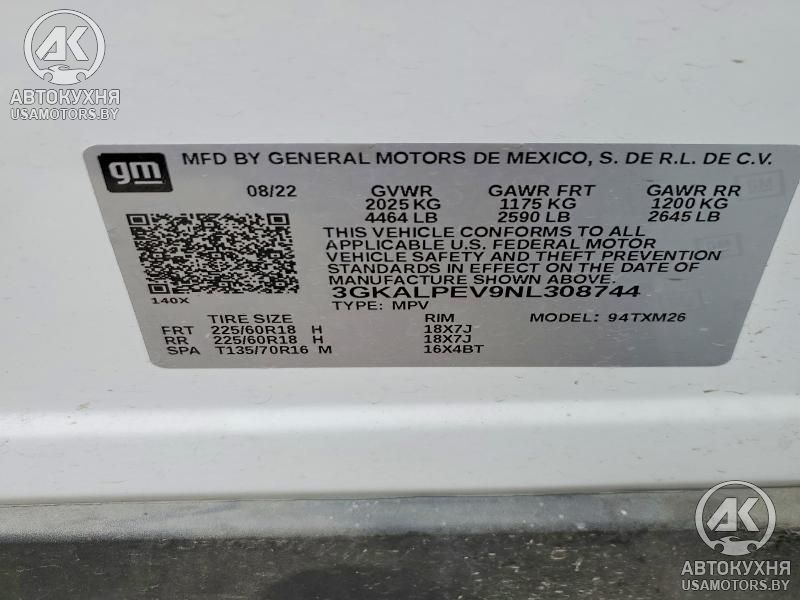 AK
АВТОКУХНЯ
USAMOTORS.BY
gm MFD BY GENERAL MOTORS DE MEXICO, S. DE R.L. DE C.V.
08/22 GVWR GAWR FRT GAWR RR
2025 KG 1175 KG 1200 KG
4464 LB 2590 LB 2645 LB
THIS VEHICLE CONFORMS TO ALL
APPLICABLE U.S. FEDERAL MOTOR
VEHICLE SAFETY AND THEFT PREVENTION
STANDARDS IN EFFECT ON THE DATE OF
MANUFACTURE SHOWN ABOVE.
140X 3GKALPEV9NL308744
TYPE: MPV MODEL: 94TXM26
TIRE SIZE RIM
FRT 225/60R18 H 18X7J
RR 225/60R18 H 18X7J
SPA T135/70R16 M 16X4BT
AK
АВТОКУХНЯ
USAMOTORS.BY